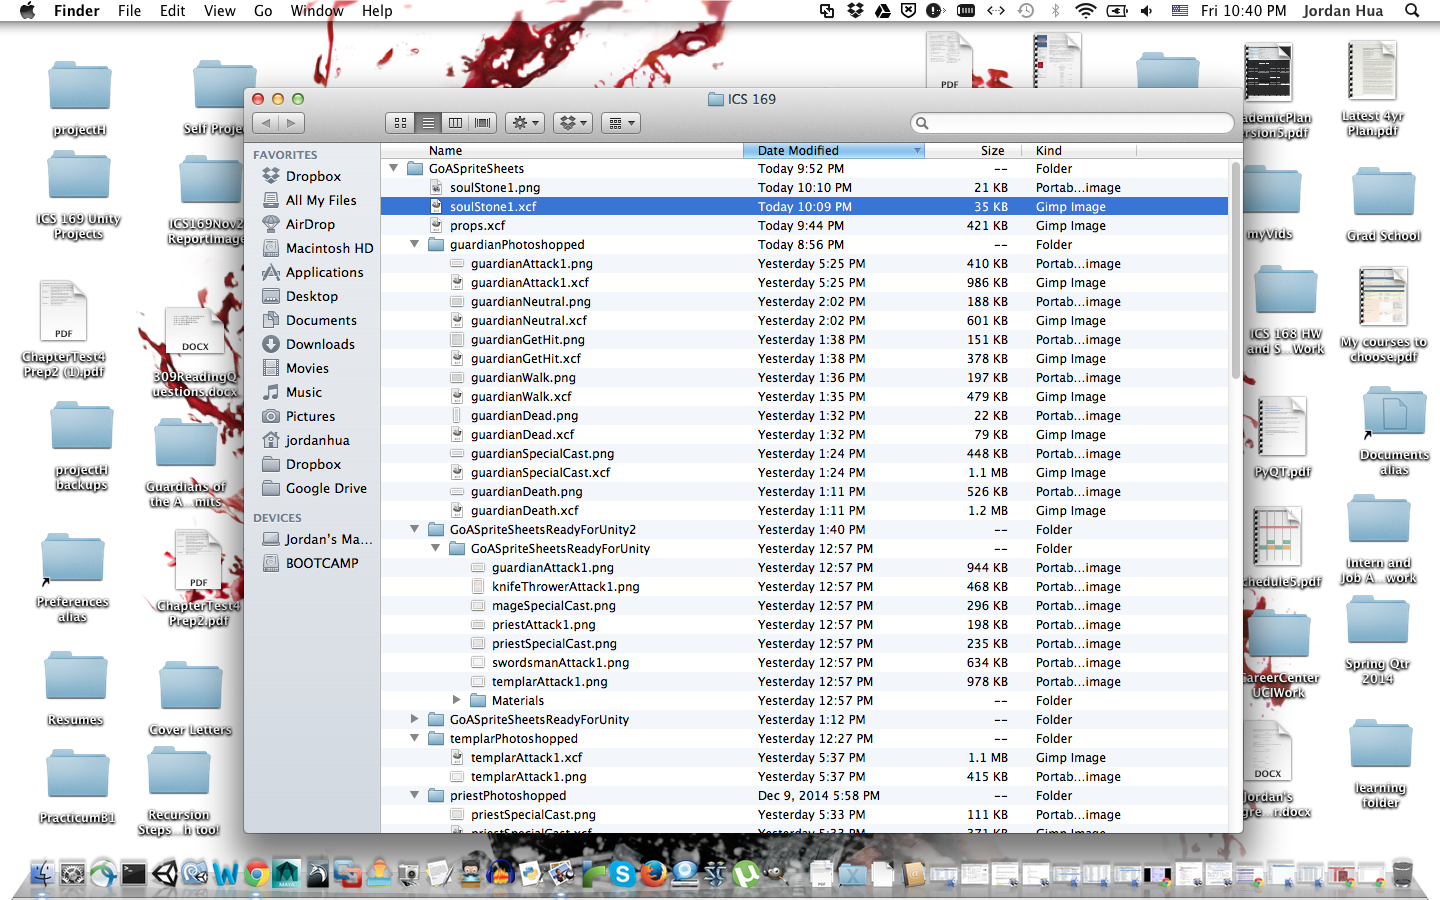 Finder File Edit View Go Window Help
Fri 10:40 PM Jordan Hua
ICS 169
FAVORITES
Dropbox
All My Files
AirDrop
Macintosh HD
Applications
Desktop
Documents
Downloads
Movies
Music
Pictures
jordanhua
Dropbox
Google Drive
DEVICES
Jordan's Ma...
BOOTCAMP
Name Date Modified Size Kind
GoASpriteSheets Today 9:52 PM -- Folder
soulStone1.png Today 10:10 PM 21 KB Portab...image
soulStone1.xcf Today 10:09 PM 35 KB Gimp Image
props.xcf Today 9:44 PM 421 KB Gimp Image
guardianPhotoshopped Today 8:56 PM -- Folder
guardianAttack1.png Yesterday 5:25 PM 410 KB Portab...image
guardianAttack1.xcf Yesterday 5:25 PM 986 KB Gimp Image
guardianNeutral.png Yesterday 2:02 PM 188 KB Portab...image
guardianNeutral.xcf Yesterday 2:02 PM 601 KB Gimp Image
guardianGetHit.png Yesterday 1:38 PM 151 KB Portab...image
guardianGetHit.xcf Yesterday 1:38 PM 378 KB Gimp Image
guardianWalk.png Yesterday 1:36 PM 197 KB Portab...image
guardianWalk.xcf Yesterday 1:35 PM 479 KB Gimp Image
guardianDead.png Yesterday 1:32 PM 22 KB Portab...image
guardianDead.xcf Yesterday 1:32 PM 79 KB Gimp Image
guardianSpecialCast.png Yesterday 1:24 PM 448 KB Portab...image
guardianSpecialCast.xcf Yesterday 1:24 PM 1.1 MB Gimp Image
guardianDeath.png Yesterday 1:11 PM 526 KB Portab...image
guardianDeath.xcf Yesterday 1:11 PM 1.2 MB Gimp Image
GoASpriteSheetsReadyForUnity2 Yesterday 1:40 PM -- Folder
GoASpriteSheetsReadyForUnity Yesterday 12:57 PM -- Folder
guardianAttack1.png Yesterday 12:57 PM 944 KB Portab...image
knifeThrowerAttack1.png Yesterday 12:57 PM 468 KB Portab...image
mageSpecialCast.png Yesterday 12:57 PM 296 KB Portab...image
priestAttack1.png Yesterday 12:57 PM 198 KB Portab...image
priestSpecialCast.png Yesterday 12:57 PM 235 KB Portab...image
swordsmanAttack1.png Yesterday 12:57 PM 634 KB Portab...image
templarAttack1.png Yesterday 12:57 PM 978 KB Portab...image
Materials Yesterday 12:57 PM -- Folder
GoASpriteSheetsReadyForUnity Yesterday 1:12 PM -- Folder
templarPhotoshopped Yesterday 12:27 PM -- Folder
templarAttack1.xcf Yesterday 5:37 PM 1.1 MB Gimp Image
templarAttack1.png Yesterday 5:37 PM 415 KB Portab...image
priestPhotoshopped Dec 9, 2014 5:58 PM -- Folder
priestSpecialCast.png Yesterday 5:33 PM 111 KB Portab...image
priestSpecialCast.xcf Yesterday 5:33 PM 371 KB Gimp Image
projectH
Self Proje
ICS 169 Unity
Projects
ICS169Nov2
ReportImage
PDF
ChapterTest4
Prep2 (1).pdf
DOCX
309ReadingQ
uestions.docx
projectH
backups
Guardians of
the A...mits
Preferences
alias
PDF
ChapterTest4
Prep2.pdf
Resumes
Cover Letters
PracticumB1
Recursion
Steps...h too!
PDF
ademicPlan
ersion5.pdf
Latest 4yr
Plan.pdf
myVids
Grad School
ICS 168 HW
and S...Work
My courses to
choose.pdf
PyQT.pdf
Documents
alias
chedule5.pdf
Intern and
Job A...work
areerCenter
UCIWork
Spring Qtr
2014
DOCX
Jordan's
gre...r.docx
learning
folder
MAYA
PDF